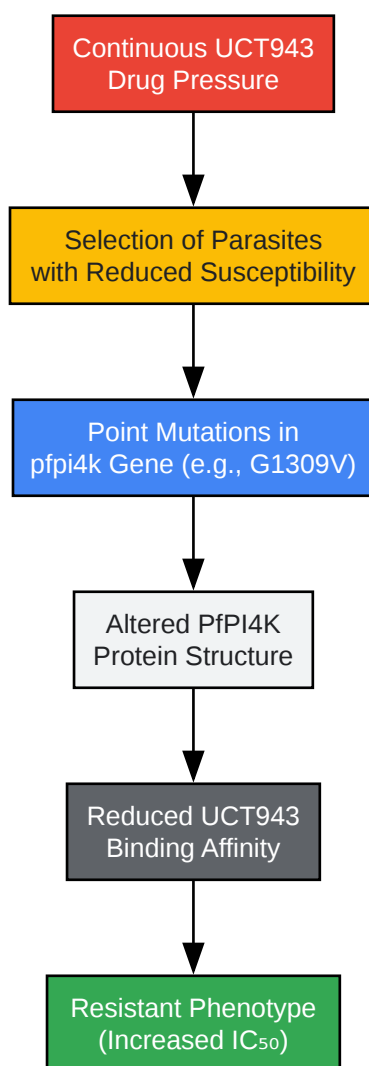 Continuous UCT943
Drug Pressure
Selection of Parasites
with Reduced Susceptibility
Point Mutations in
pfpi4k Gene (e.g., G1309V)
Altered PfPI4K
Protein Structure
Reduced UCT943
Binding Affinity
Resistant Phenotype
(Increased IC₅₀)